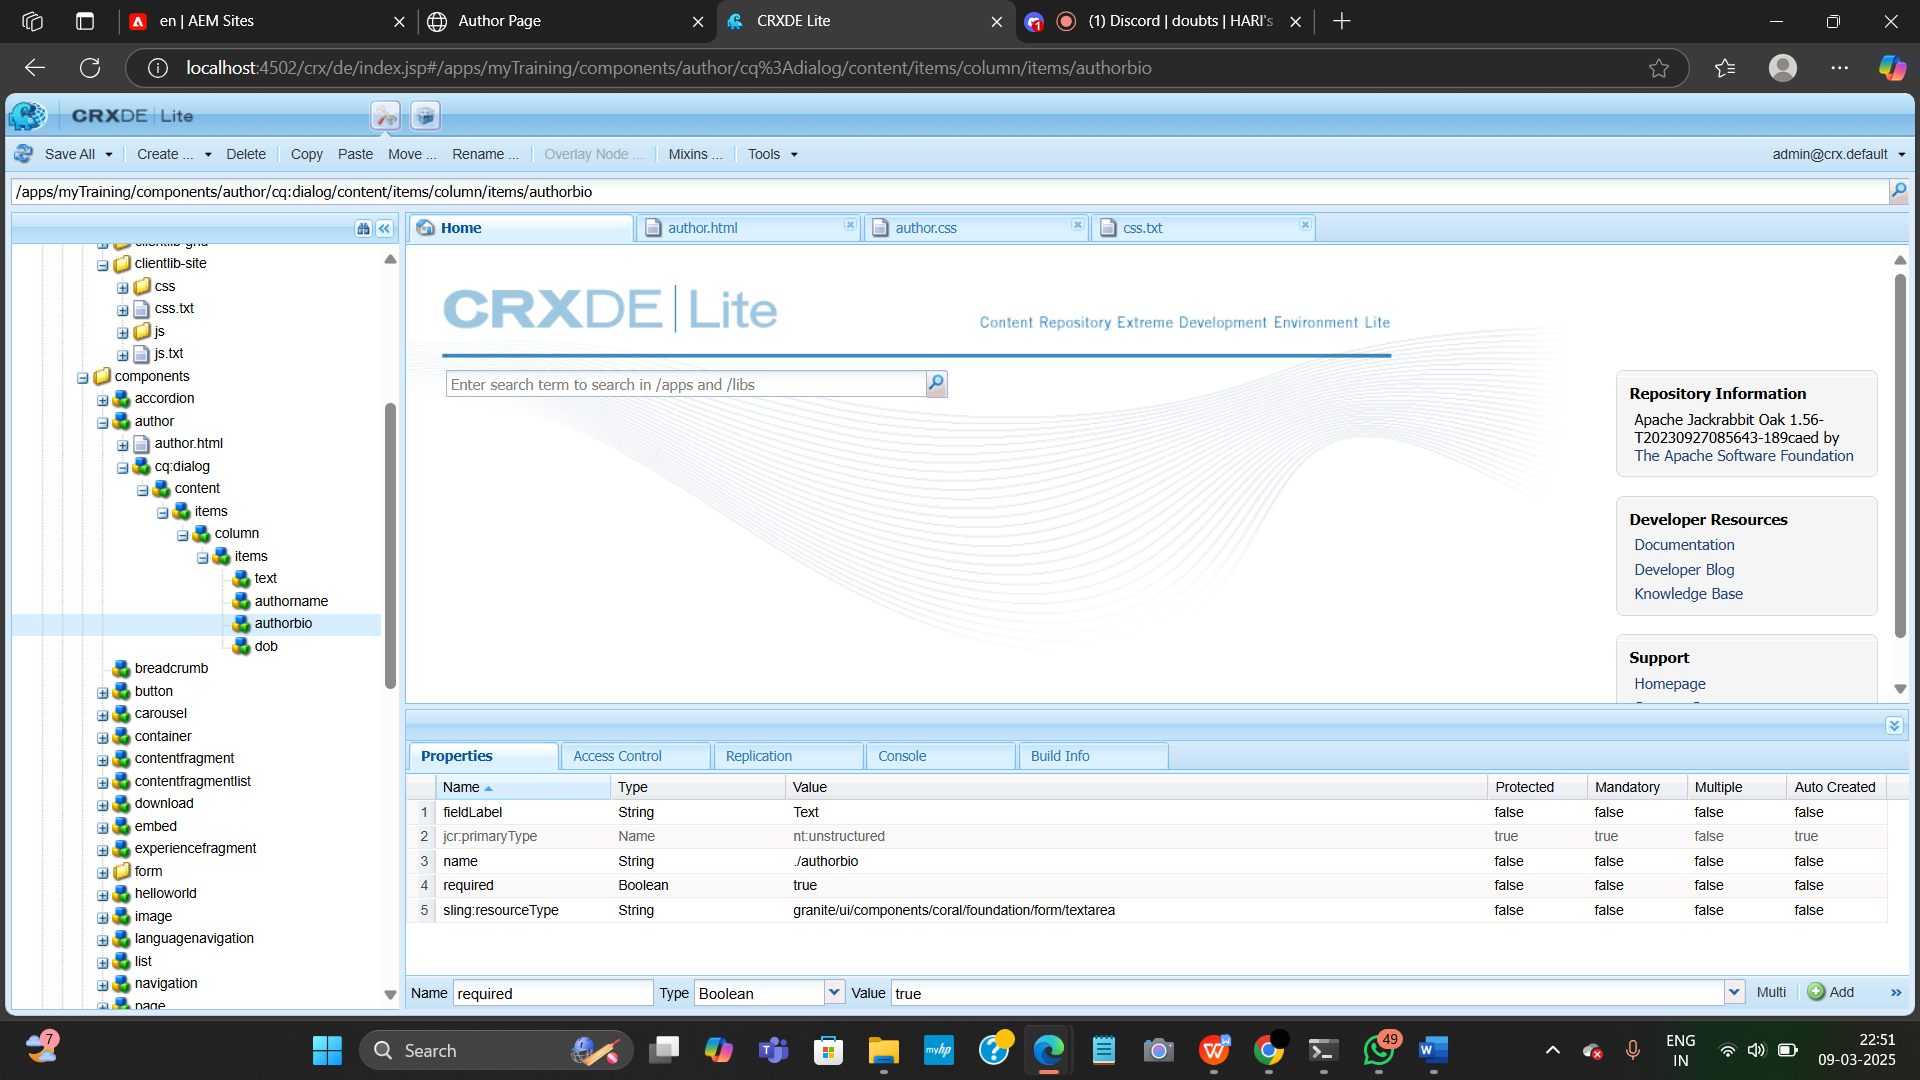 en | AEM Sites
Author Page
CRXDE Lite
(1) Discord | doubts | HARI's
localhost:4502/crx/de/index.jsp#/apps/myTraining/components/author/cq%3Adialog/content/items/column/items/authorbio
CRXDE | Lite
Save All
Create ...
Delete
Copy
Paste
Move ...
Rename ...
Overlay Node ...
Mixins ...
Tools
admin@crx.default
/apps/myTraining/components/author/cq:dialog/content/items/column/items/authorbio
clientlib-grid
clientlib-site
css
css.txt
js
js.txt
components
accordion
author
author.html
cq:dialog
content
items
column
items
text
authorname
authorbio
dob
breadcrumb
button
carousel
container
contentfragment
contentfragmentlist
download
embed
experiencefragment
form
helloworld
image
languagenavigation
list
navigation
page
Home
author.html
author.css
css.txt
CRXDE | Lite
Content Repository Extreme Development Environment Lite
Enter search term to search in /apps and /libs
Repository Information
Apache Jackrabbit Oak 1.56-
T20230927085643-189caed by
The Apache Software Foundation
Developer Resources
Documentation
Developer Blog
Knowledge Base
Support
Homepage
Properties
Access Control
Replication
Console
Build Info
Name Type Value Protected Mandatory Multiple Auto Created
1 fieldLabel String Text false false false false
2 jcr:primaryType Name nt:unstructured true true false true
3 name String ./authorbio false false false false
4 required Boolean true false false false false
5 sling:resourceType String granite/ui/components/coral/foundation/form/textarea false false false false
Name required Type Boolean Value true Multi Add
7
Search
myhp
49
ENG
IN
22:51
09-03-2025